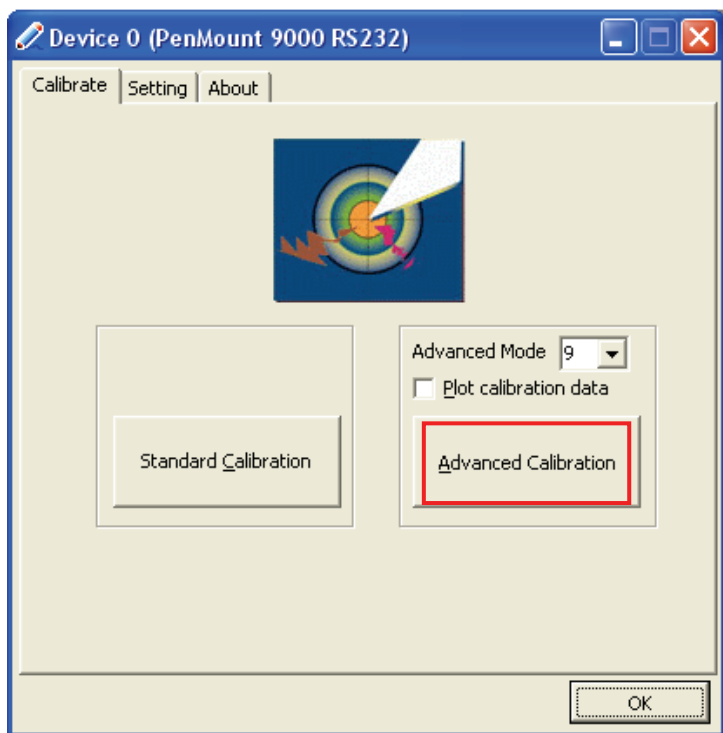 Device 0 (PenMount 9000 RS232)
Calibrate Setting About
Advanced Mode 9
Plot calibration data
Standard Calibration
Advanced Calibration
OK